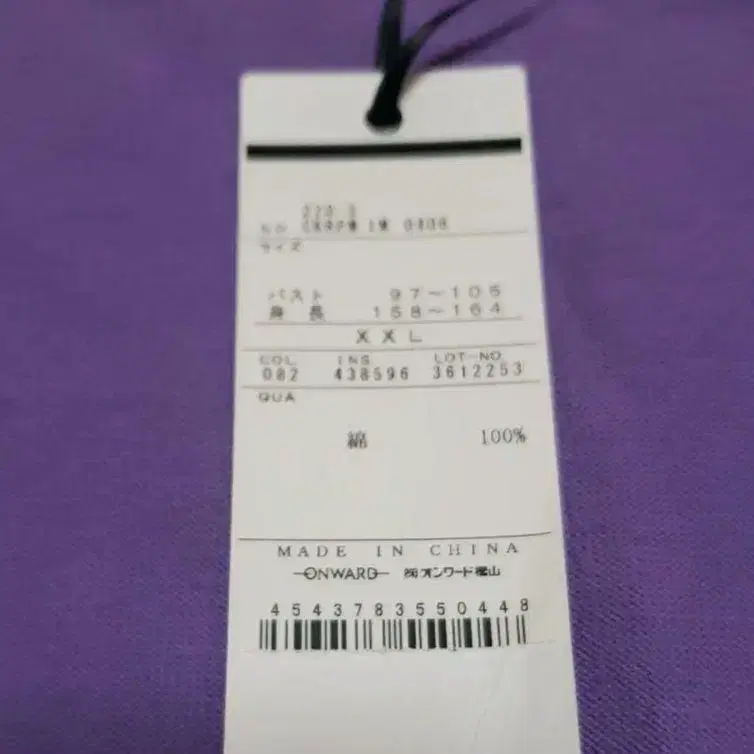 サイズ
バスト 97~105
身長 158~164
XXL
COL. INS. LOT-NO.
082 438596 3612253
QUA
綿 100%
MADE IN CHINA
ONWARD ㈱オンワード樫山
4543783550448